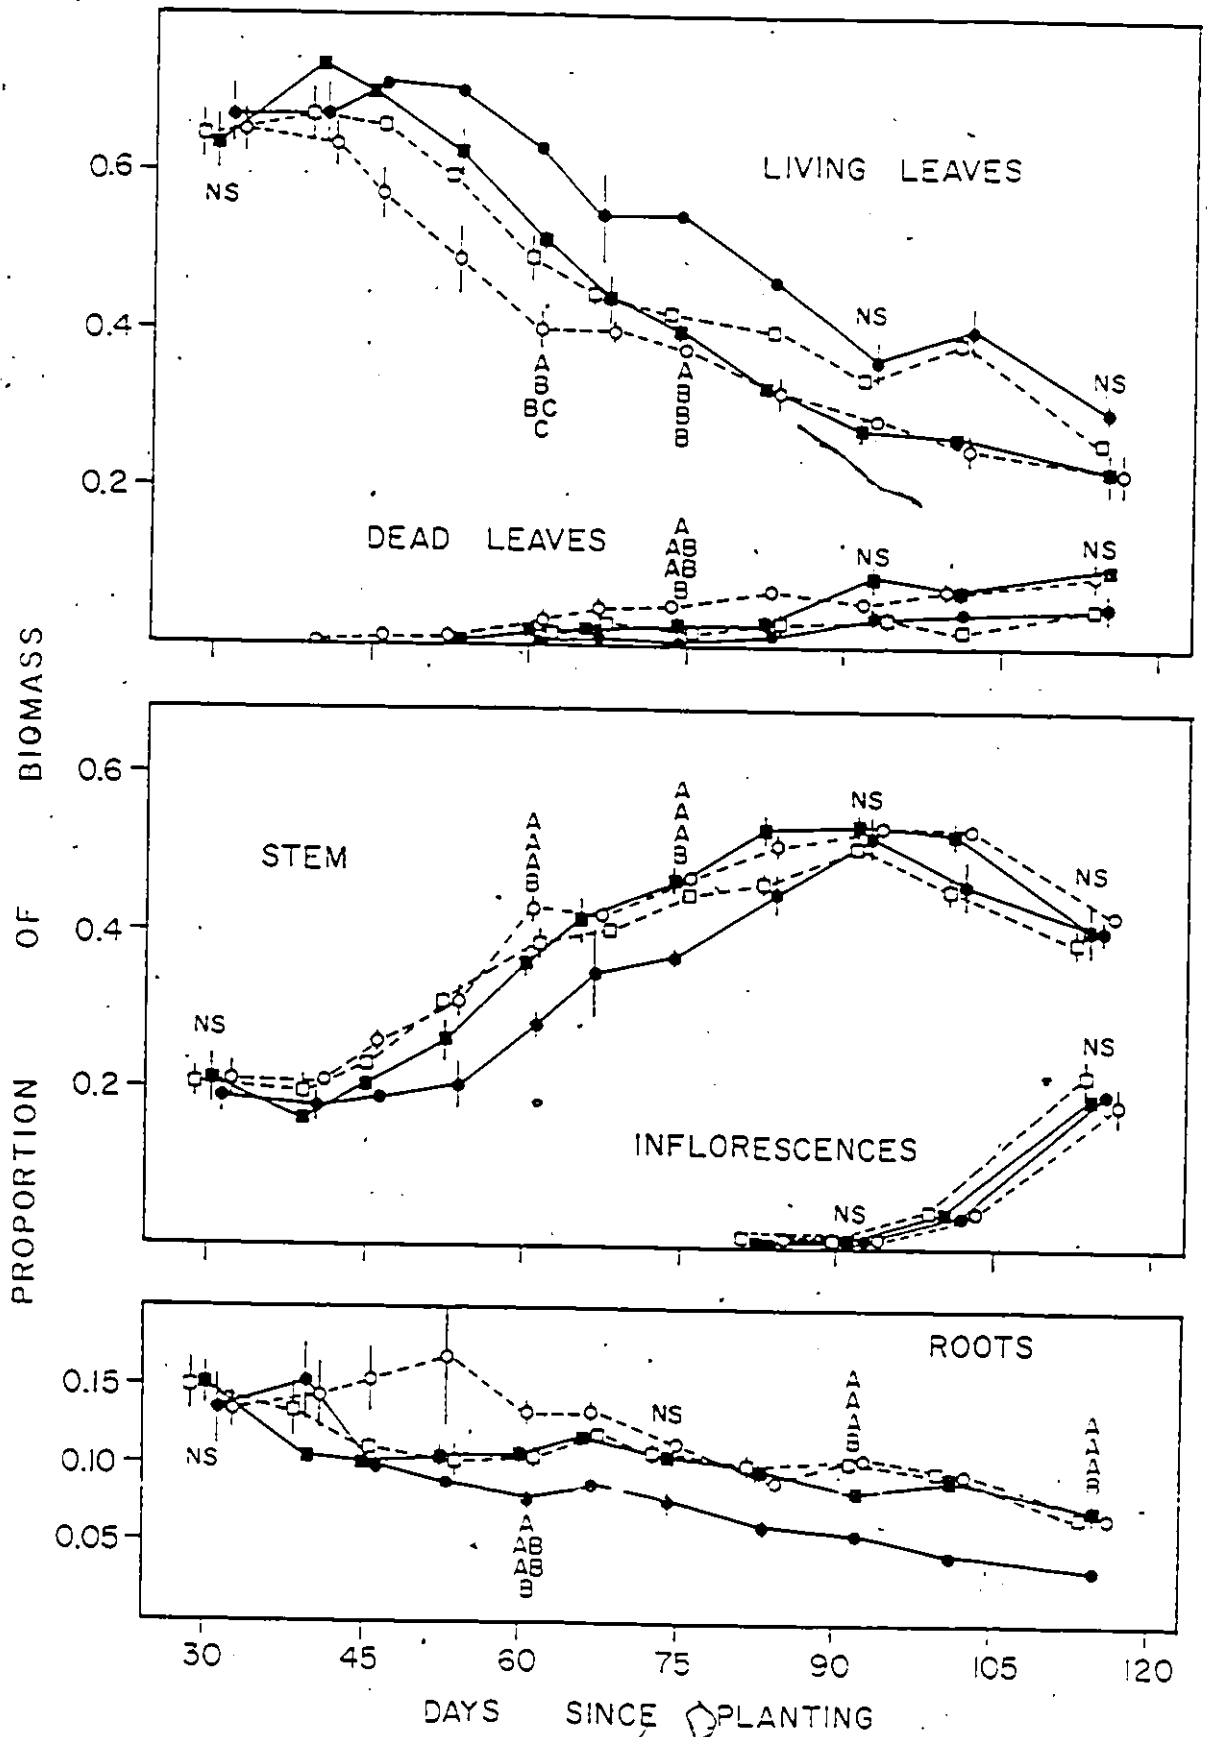 LIVING LEAVES
0.6
NS
0.4
NS
A
B
BC
C
A
B
B
B
NS
0.2
DEAD LEAVES
A
AB
AB
B
NS
NS
PROPORTION OF BIOMASS
0.6
STEM
A
A
A
B
A
A
A
B
NS
NS
0.4
NS
0.2
INFLORESCENCES
NS
NS
ROOTS
0.15
NS
0.10
NS
A
A
A
B
A
A
A
B
0.05
A
AB
AB
B
30 45 60 75 90 105 120
DAYS SINCE PLANTING